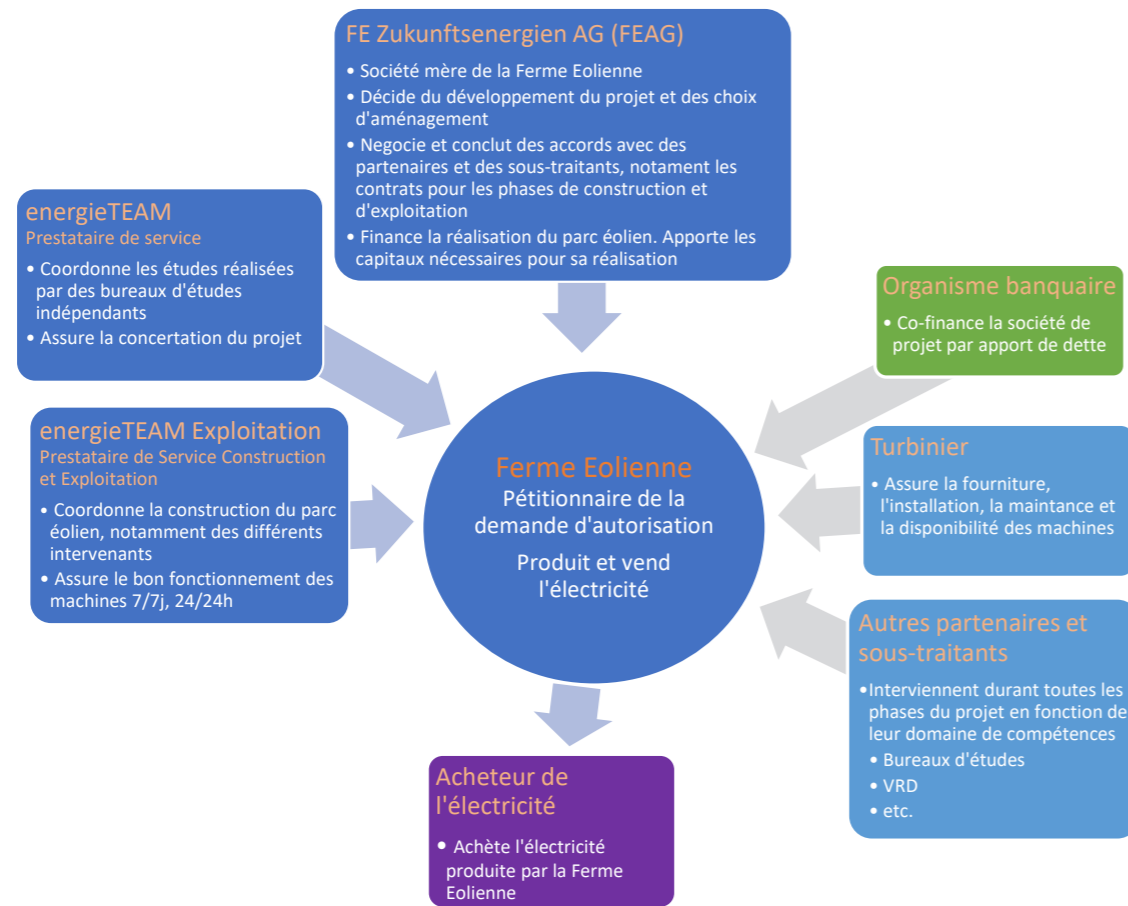 FE Zukunftsenergien AG (FEAG)
• Société mère de la Ferme Eolienne
• Décide du développement du projet et des choix
d'aménagement
• Negocie et conclut des accords avec des
partenaires et des sous-traitants, notament les
contrats pour les phases de construction et
d'exploitation
• Finance la réalisation du parc éolien. Apporte les
capitaux nécessaires pour sa réalisation
energieTEAM
Prestataire de service
• Coordonne les études réalisées
par des bureaux d'études
indépendants
• Assure la concertation du projet
Organisme banquaire
• Co-finance la société de
projet par apport de dette
energieTEAM Exploitation
Prestataire de Service Construction
et Exploitation
• Coordonne la construction du parc
éolien, notamment des différents
intervenants
• Assure le bon fonctionnement des
machines 7/7j, 24/24h
Ferme Eolienne
Pétitionnaire de la
demande d'autorisation
Produit et vend
l'électricité
Turbinier
• Assure la fourniture,
l'installation, la maintance et
la disponibilité des machines
Autres partenaires et
sous-traitants
•Interviennent durant toutes les
phases du projet en fonction de
leur domaine de compétences
• Bureaux d'études
• VRD
• etc.
Acheteur de
l'électricité
• Achète l'électricité
produite par la Ferme
Eolienne